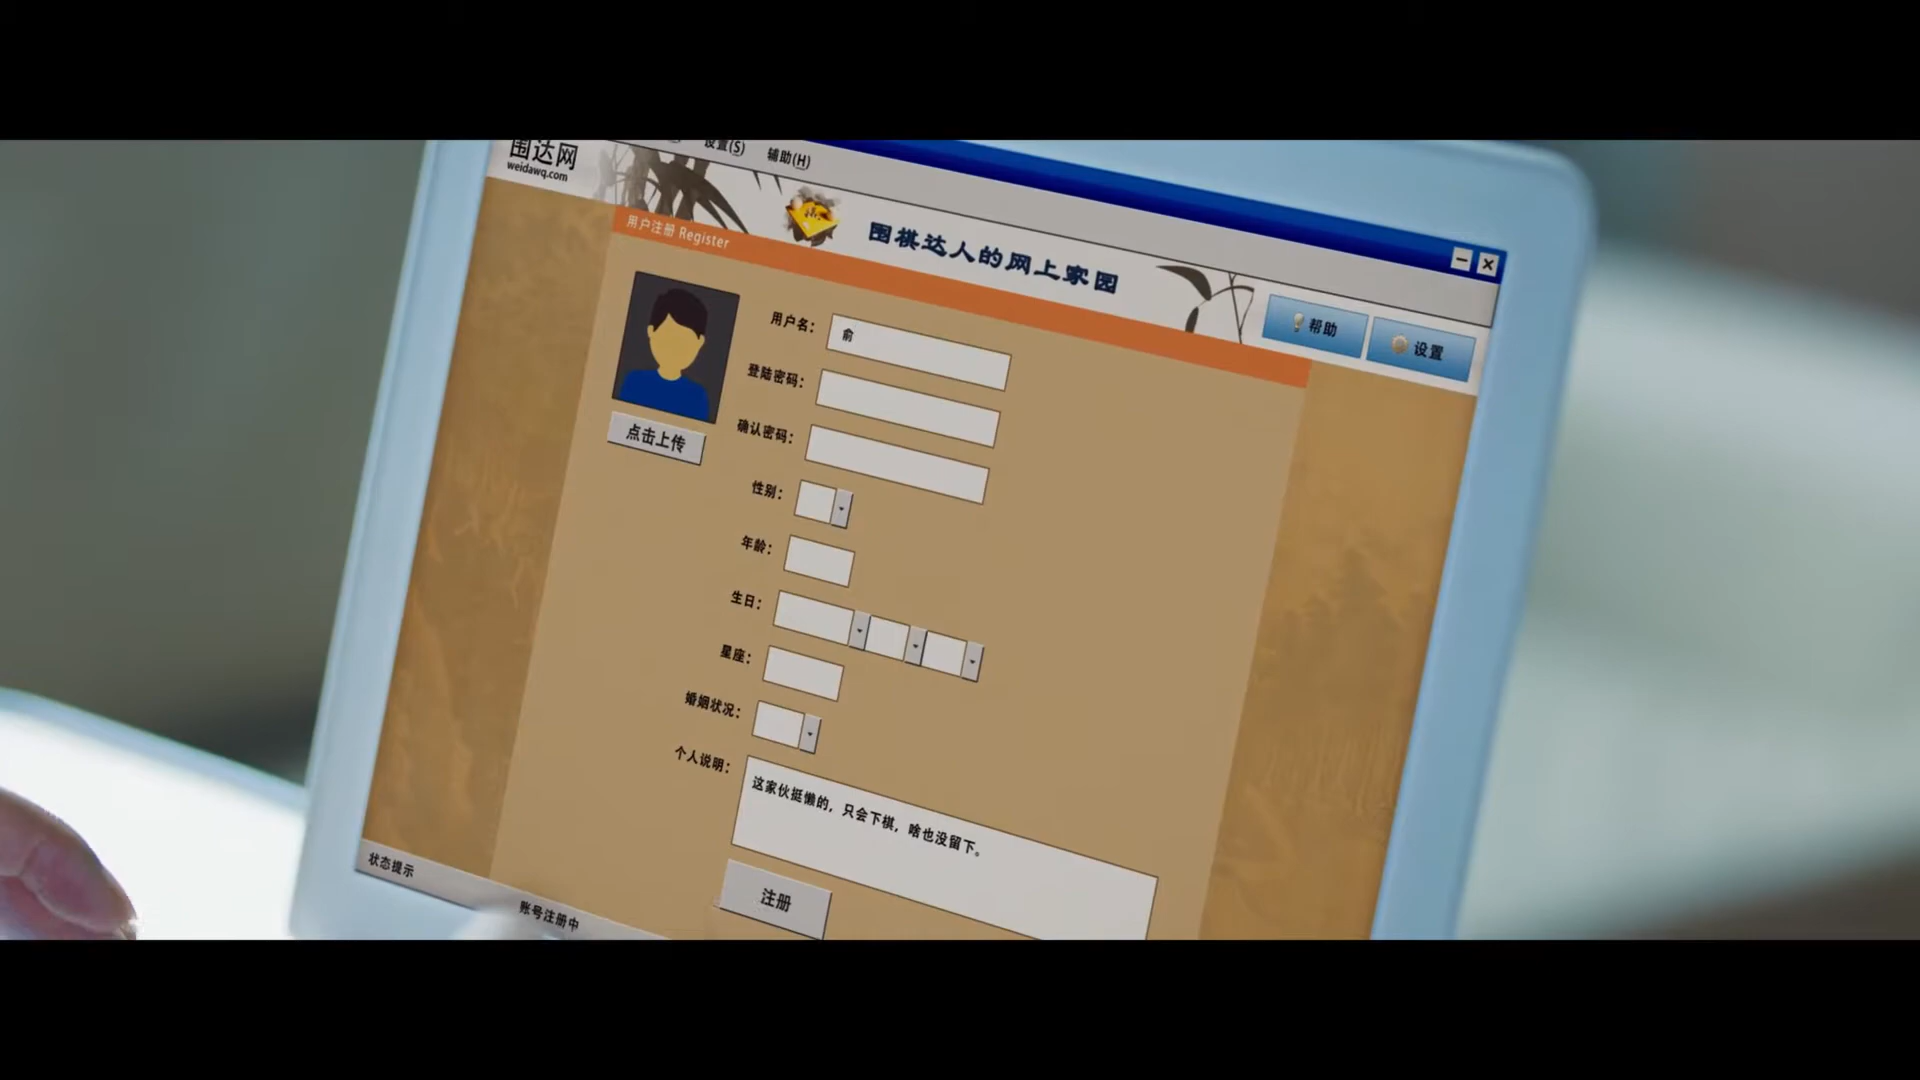 设置(S) 辅助(H)
围达网
weidawq.com
围棋达人的网上家园
帮助
设置
用户注册 Register
用户名：
俞
登陆密码：
确认密码：
点击上传
性别：
年龄：
生日：
星座：
婚姻状况：
个人说明：
这家伙挺懒的，只会下棋，啥也没留下。
注册
状态提示
账号注册中